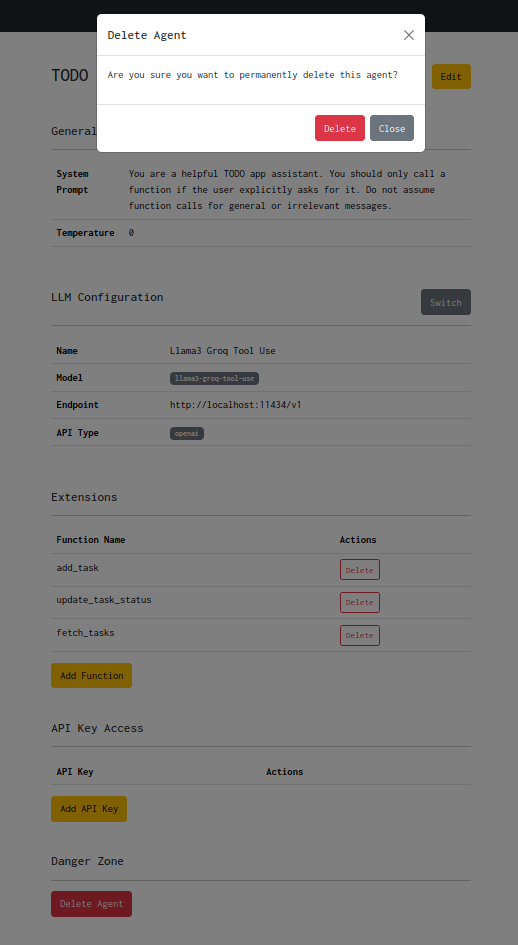 Delete Agent
Are you sure you want to permanently delete this agent?
Delete Close
TODO
Edit
General
System Prompt
You are a helpful TODO app assistant. You should only call a
function if the user explicitly asks for it. Do not assume
function calls for general or irrelevant messages.
Temperature 0
LLM Configuration
Switch
Name Llama3 Groq Tool Use
Model llama3-groq-tool-use
Endpoint http://localhost:11434/v1
API Type openai
Extensions
Function Name Actions
add_task Delete
update_task_status Delete
fetch_tasks Delete
Add Function
API Key Access
API Key Actions
Add API Key
Danger Zone
Delete Agent